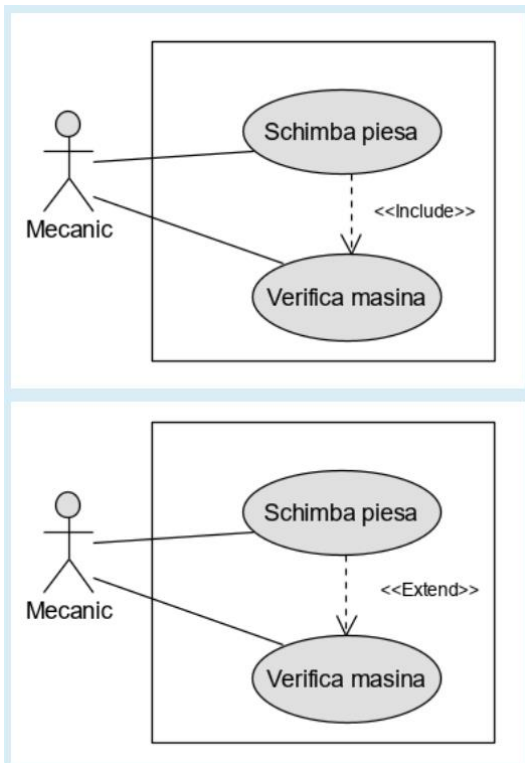 Schimba piesa
<<Include>>
Mecanic
Verifica masina
Schimba piesa
<<Extend>>
Mecanic
Verifica masina